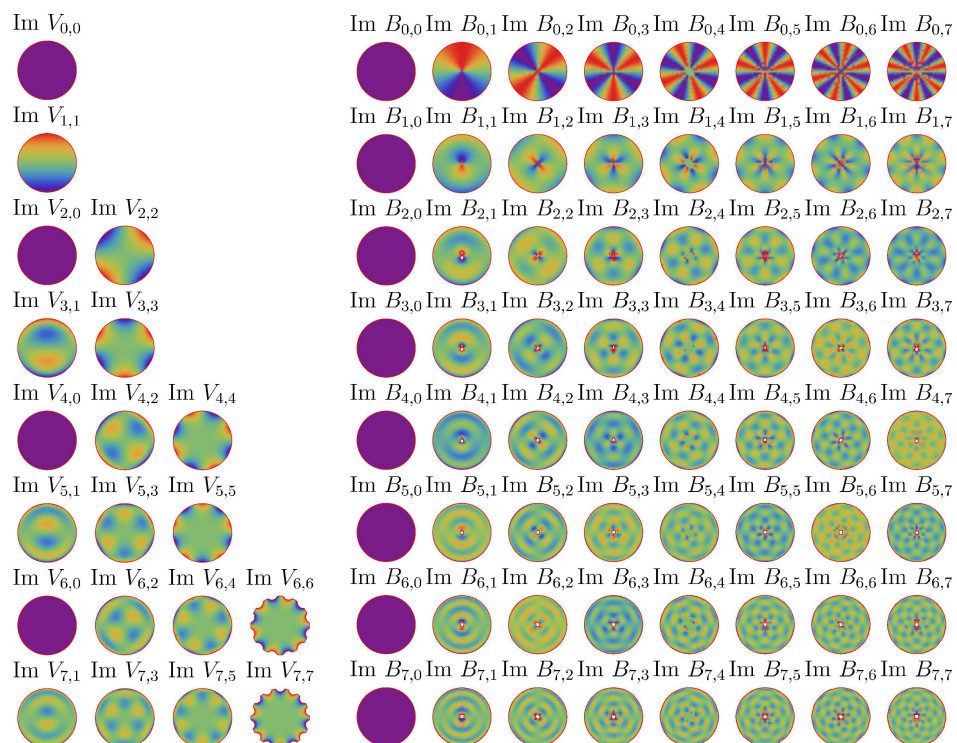 Im V0,0 Im B0,0 Im B0,1 Im B0,2 Im B0,3 Im B0,4 Im B0,5 Im B0,6 Im B0,7
Im V1,1 Im B1,0 Im B1,1 Im B1,2 Im B1,3 Im B1,4 Im B1,5 Im B1,6 Im B1,7
Im V2,0 Im V2,2 Im B2,0 Im B2,1 Im B2,2 Im B2,3 Im B2,4 Im B2,5 Im B2,6 Im B2,7
Im V3,1 Im V3,3 Im B3,0 Im B3,1 Im B3,2 Im B3,3 Im B3,4 Im B3,5 Im B3,6 Im B3,7
Im V4,0 Im V4,2 Im V4,4 Im B4,0 Im B4,1 Im B4,2 Im B4,3 Im B4,4 Im B4,5 Im B4,6 Im B4,7
Im V5,1 Im V5,3 Im V5,5 Im B5,0 Im B5,1 Im B5,2 Im B5,3 Im B5,4 Im B5,5 Im B5,6 Im B5,7
Im V6,0 Im V6,2 Im V6,4 Im V6,6 Im B6,0 Im B6,1 Im B6,2 Im B6,3 Im B6,4 Im B6,5 Im B6,6 Im B6,7
Im V7,1 Im V7,3 Im V7,5 Im V7,7 Im B7,0 Im B7,1 Im B7,2 Im B7,3 Im B7,4 Im B7,5 Im B7,6 Im B7,7